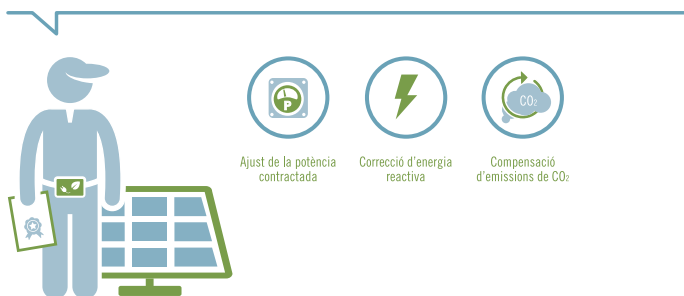 P
CO₂
Ajust de la potència
contractada
Correcció d'energia
reactiva
Compensació
d'emissions de CO₂